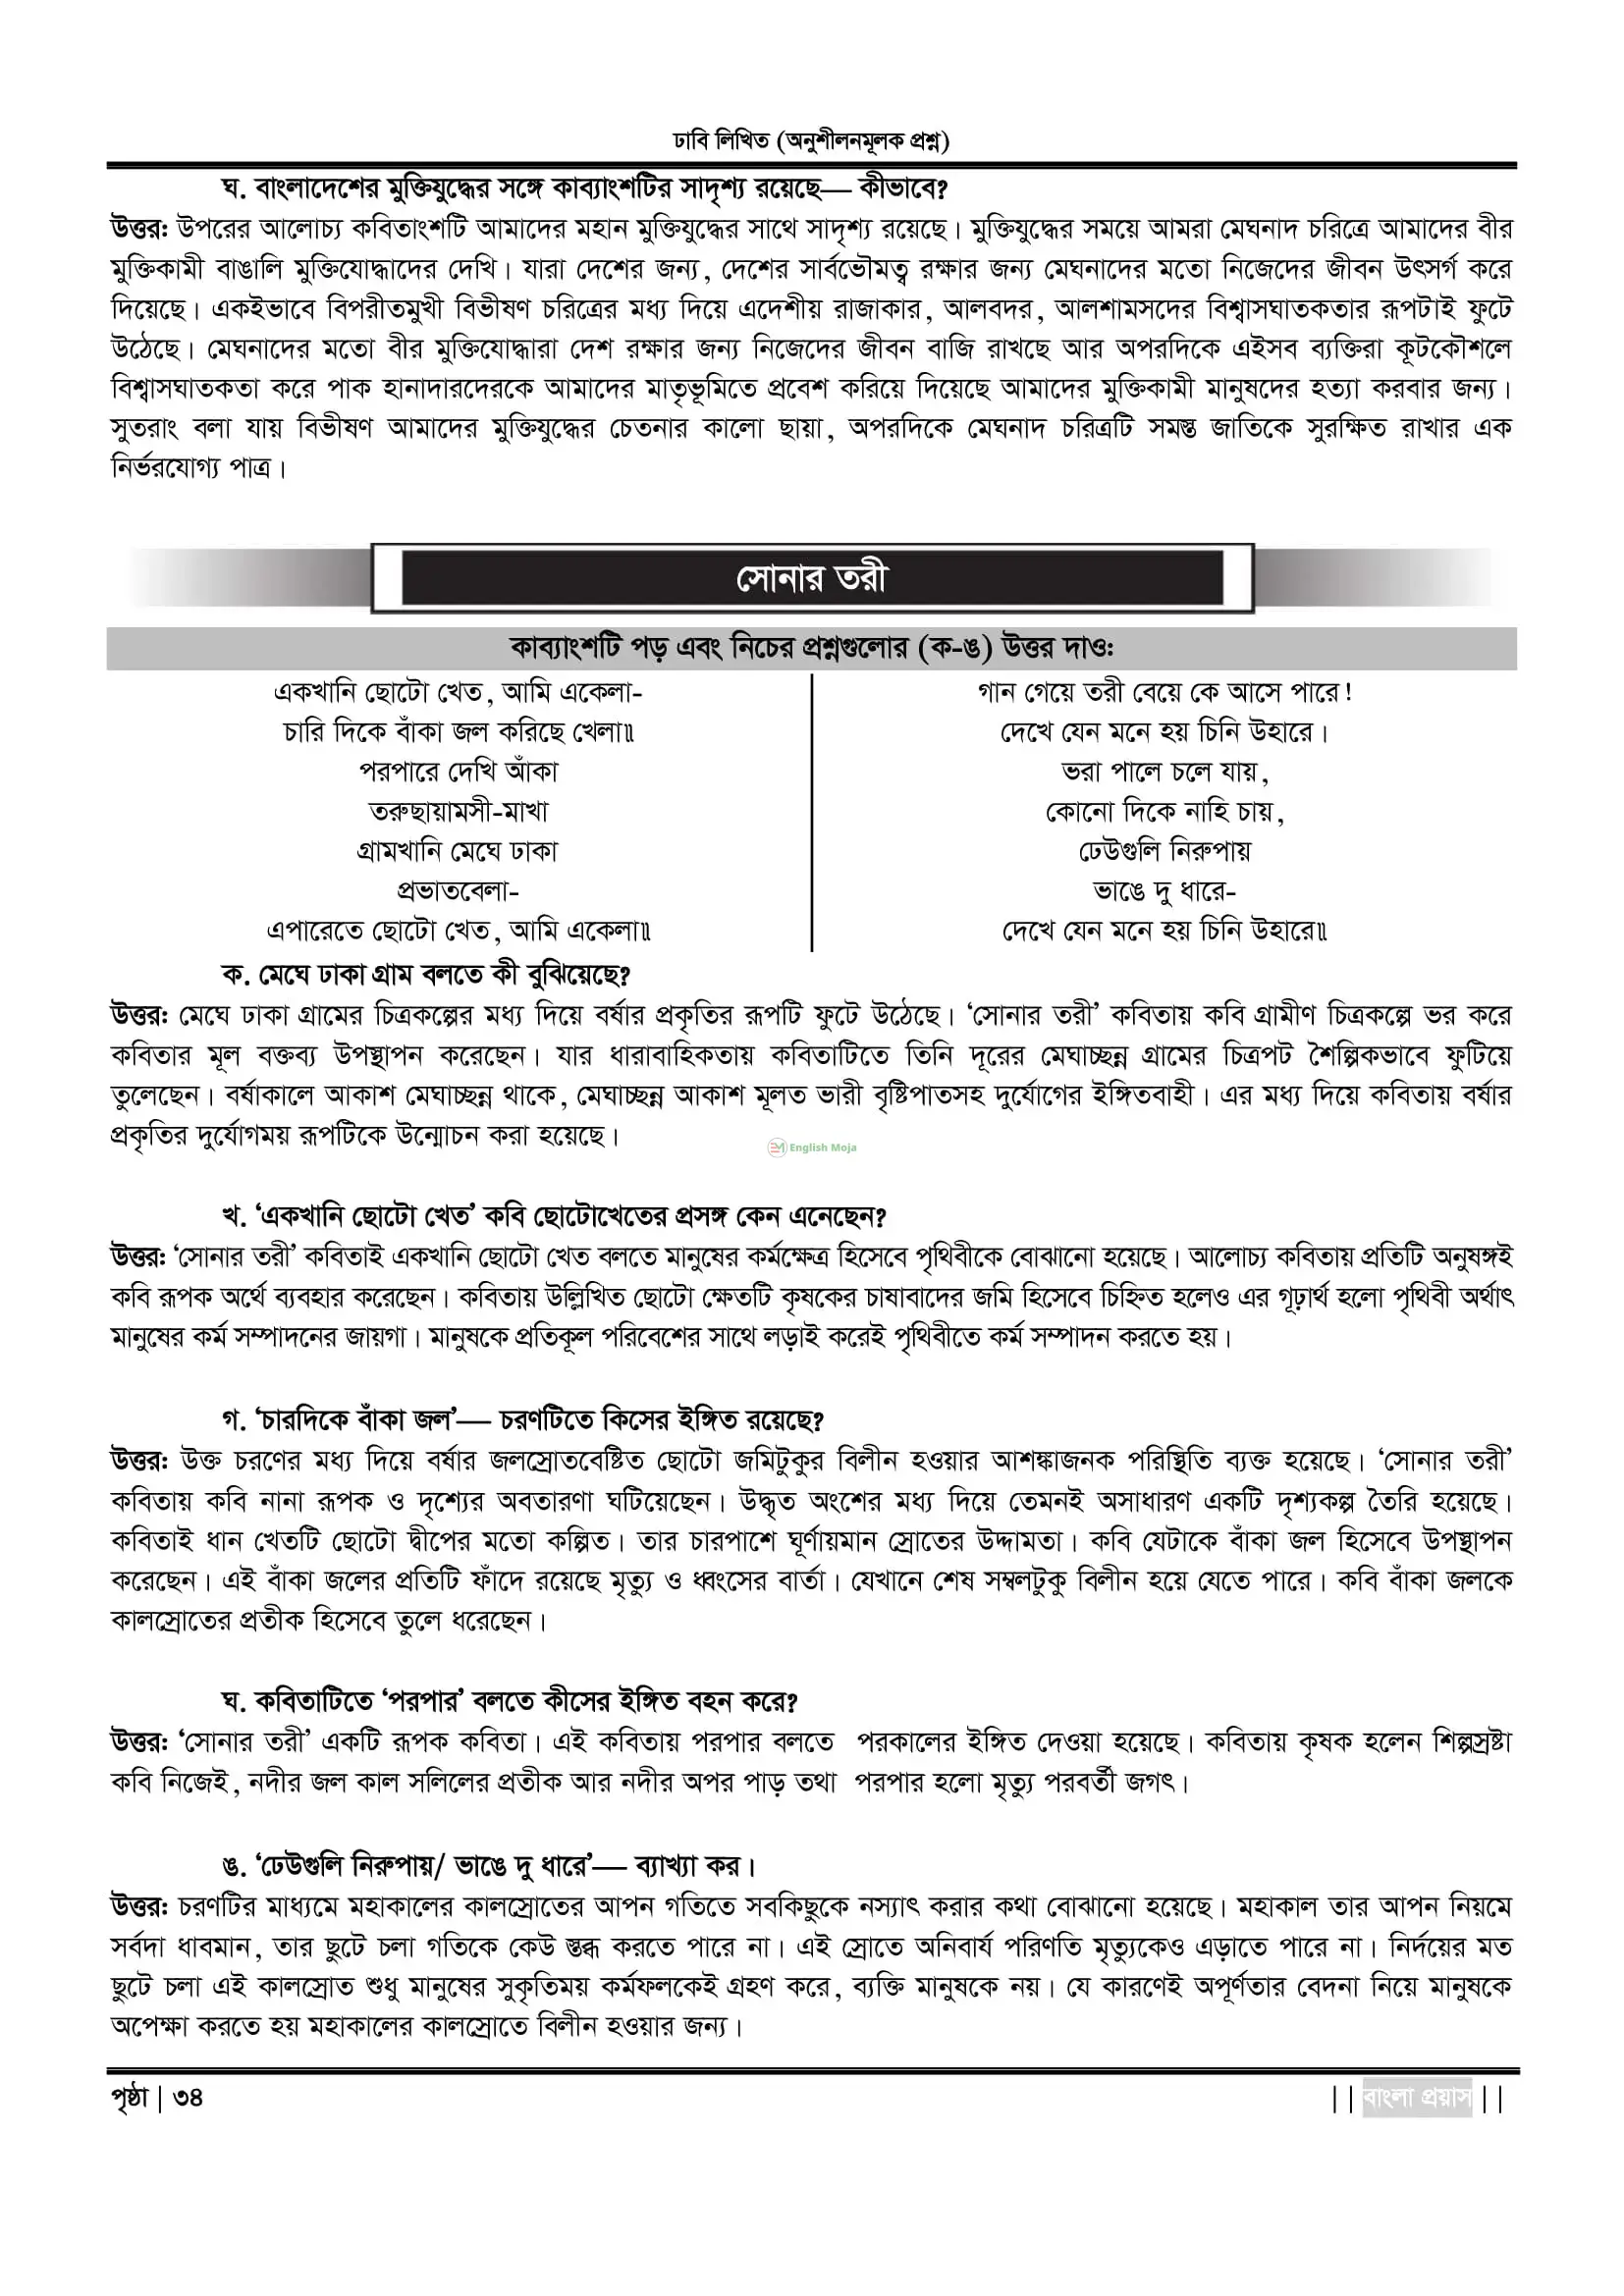 ঢাবি লিখিত (অনুশীলনমূলক প্রশ্ন)
ঘ. বাংলাদেশের মুক্তিযুদ্ধের সঙ্গে কাব্যাংশটির সাদৃশ্য রয়েছে— কীভাবে?
উত্তর: উপরের আলোচ্য কবিতাংশটি আমাদের মহান মুক্তিযুদ্ধের সাথে সাদৃশ্য রয়েছে। মুক্তিযুদ্ধের সময়ে আমরা মেঘনাদ চরিত্রে আমাদের বীর
মুক্তিকামী বাঙালি মুক্তিযোদ্ধাদের দেখি। যারা দেশের জন্য, দেশের সার্বভৌমত্ব রক্ষার জন্য মেঘনাদের মতো নিজেদের জীবন উৎসর্গ করে
দিয়েছে। একইভাবে বিপরীতমুখী বিভীষণ চরিত্রের মধ্য দিয়ে এদেশীয় রাজাকার, আলবদর, আলশামসদের বিশ্বাসঘাতকতার রূপটাই ফুটে
উঠেছে। মেঘনাদের মতো বীর মুক্তিযোদ্ধারা দেশ রক্ষার জন্য নিজেদের জীবন বাজি রাখছে আর অপরদিকে এইসব ব্যক্তিরা কূটকৌশলে
বিশ্বাসঘাতকতা করে পাক হানাদারদেরকে আমাদের মাতৃভূমিতে প্রবেশ করিয়ে দিয়েছে আমাদের মুক্তিকামী মানুষদের হত্যা করবার জন্য।
সুতরাং বলা যায় বিভীষণ আমাদের মুক্তিযুদ্ধের চেতনার কালো ছায়া, অপরদিকে মেঘনাদ চরিত্রটি সমস্ত জাতিকে সুরক্ষিত রাখার এক
নির্ভরযোগ্য পাত্র।
সোনার তরী
কাব্যাংশটি পড় এবং নিচের প্রশ্নগুলোর (ক-ঙ) উত্তর দাও:
একখানি ছোটো খেত, আমি একেলা-
চারি দিকে বাঁকা জল করিছে খেলা॥
পরপারে দেখি আঁকা
তরুছায়ামসী-মাখা
গ্রামখানি মেঘে ঢাকা
প্রভাতবেলা-
এপারেতে ছোটো খেত, আমি একেলা॥
গান গেয়ে তরী বেয়ে কে আসে পারে!
দেখে যেন মনে হয় চিনি উহারে।
ভরা পালে চলে যায়,
কোনো দিকে নাহি চায়,
ঢেউগুলি নিরুপায়
ভাঙে দু ধারে-
দেখে যেন মনে হয় চিনি উহারে॥
ক. মেঘে ঢাকা গ্রাম বলতে কী বুঝিয়েছে?
উত্তর: মেঘে ঢাকা গ্রামের চিত্রকল্পের মধ্য দিয়ে বর্ষার প্রকৃতির রূপটি ফুটে উঠেছে। ‘সোনার তরী’ কবিতায় কবি গ্রামীণ চিত্রকল্পে ভর করে
কবিতার মূল বক্তব্য উপস্থাপন করেছেন। যার ধারাবাহিকতায় কবিতাটিতে তিনি দূরের মেঘাচ্ছন্ন গ্রামের চিত্রপট শৈল্পিকভাবে ফুটিয়ে
তুলেছেন। বর্ষাকালে আকাশ মেঘাচ্ছন্ন থাকে, মেঘাচ্ছন্ন আকাশ মূলত ভারী বৃষ্টিপাতসহ দুর্যোগের ইঙ্গিতবাহী। এর মধ্য দিয়ে কবিতায় বর্ষার
প্রকৃতির দুর্যোগময় রূপটিকে উন্মোচন করা হয়েছে।
English Moja
খ. ‘একখানি ছোটো খেত’ কবি ছোটোখেতের প্রসঙ্গ কেন এনেছেন?
উত্তর: ‘সোনার তরী’ কবিতাই একখানি ছোটো খেত বলতে মানুষের কর্মক্ষেত্র হিসেবে পৃথিবীকে বোঝানো হয়েছে। আলোচ্য কবিতায় প্রতিটি অনুষঙ্গই
কবি রূপক অর্থে ব্যবহার করেছেন। কবিতায় উল্লিখিত ছোটো ক্ষেতটি কৃষকের চাষাবাদের জমি হিসেবে চিহ্নিত হলেও এর গূঢ়ার্থ হলো পৃথিবী অর্থাৎ
মানুষের কর্ম সম্পাদনের জায়গা। মানুষকে প্রতিকূল পরিবেশের সাথে লড়াই করেই পৃথিবীতে কর্ম সম্পাদন করতে হয়।
গ. ‘চারদিকে বাঁকা জল’— চরণটিতে কিসের ইঙ্গিত রয়েছে?
উত্তর: উক্ত চরণের মধ্য দিয়ে বর্ষার জলস্রোতবেষ্টিত ছোটো জমিটুকুর বিলীন হওয়ার আশঙ্কাজনক পরিস্থিতি ব্যক্ত হয়েছে। ‘সোনার তরী’
কবিতায় কবি নানা রূপক ও দৃশ্যের অবতারণা ঘটিয়েছেন। উদ্ধৃত অংশের মধ্য দিয়ে তেমনই অসাধারণ একটি দৃশ্যকল্প তৈরি হয়েছে।
কবিতাই ধান খেতটি ছোটো দ্বীপের মতো কল্পিত। তার চারপাশে ঘূর্ণায়মান স্রোতের উদ্দামতা। কবি যেটাকে বাঁকা জল হিসেবে উপস্থাপন
করেছেন। এই বাঁকা জলের প্রতিটি ফাঁদে রয়েছে মৃত্যু ও ধ্বংসের বার্তা। যেখানে শেষ সম্বলটুকু বিলীন হয়ে যেতে পারে। কবি বাঁকা জলকে
কালস্রোতের প্রতীক হিসেবে তুলে ধরেছেন।
ঘ. কবিতাটিতে ‘পরপার’ বলতে কীসের ইঙ্গিত বহন করে?
উত্তর: ‘সোনার তরী’ একটি রূপক কবিতা। এই কবিতায় পরপার বলতে পরকালের ইঙ্গিত দেওয়া হয়েছে। কবিতায় কৃষক হলেন শিল্পস্রষ্টা
কবি নিজেই, নদীর জল কাল সলিলের প্রতীক আর নদীর অপর পাড় তথা পরপার হলো মৃত্যু পরবর্তী জগৎ।
ঙ. ‘ঢেউগুলি নিরুপায়/ ভাঙে দু ধারে’— ব্যাখ্যা কর।
উত্তর: চরণটির মাধ্যমে মহাকালের কালস্রোতের আপন গতিতে সবকিছুকে নস্যাৎ করার কথা বোঝানো হয়েছে। মহাকাল তার আপন নিয়মে
সর্বদা ধাবমান, তার ছুটে চলা গতিকে কেউ স্তব্ধ করতে পারে না। এই স্রোতে অনিবার্য পরিণতি মৃত্যুকেও এড়াতে পারে না। নির্দয়ের মত
ছুটে চলা এই কালস্রোত শুধু মানুষের সুকৃতিময় কর্মফলকেই গ্রহণ করে, ব্যক্তি মানুষকে নয়। যে কারণেই অপূর্ণতার বেদনা নিয়ে মানুষকে
অপেক্ষা করতে হয় মহাকালের কালস্রোতে বিলীন হওয়ার জন্য।
পৃষ্ঠা | ৩৪
|| বাংলা প্রয়াস ||